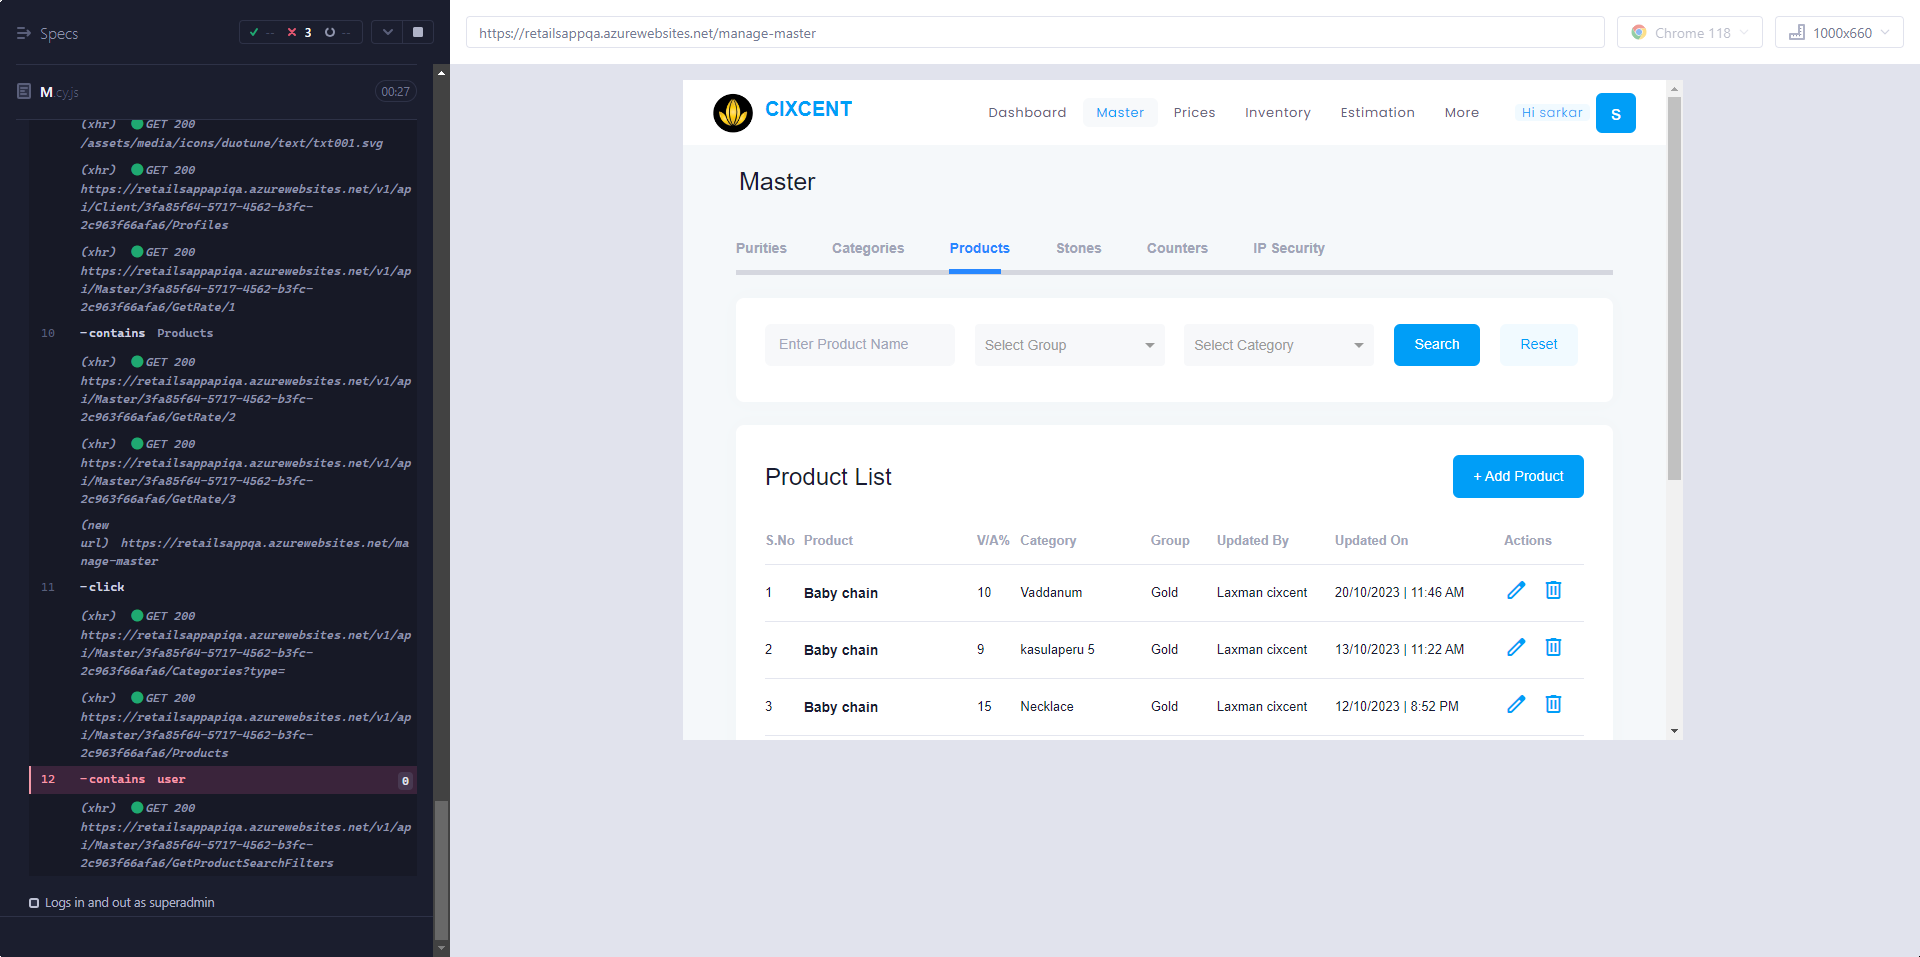 Specs
-- 3 --
M.cy.js
00:27
(xhr) GET 200
/assets/media/icons/duotune/text/txt001.svg
(xhr) GET 200
https://retailsappapiqa.azurewebsites.net/v1/ap
i/Client/3fa85f64-5717-4562-b3fc-
2c963f66afa6/Profiles
(xhr) GET 200
https://retailsappapiqa.azurewebsites.net/v1/ap
i/Master/3fa85f64-5717-4562-b3fc-
2c963f66afa6/GetRate/1
10 -contains Products
(xhr) GET 200
https://retailsappapiqa.azurewebsites.net/v1/ap
i/Master/3fa85f64-5717-4562-b3fc-
2c963f66afa6/GetRate/2
(xhr) GET 200
https://retailsappapiqa.azurewebsites.net/v1/ap
i/Master/3fa85f64-5717-4562-b3fc-
2c963f66afa6/GetRate/3
(new
url) https://retailsappqa.azurewebsites.net/ma
nage-master
11 -click
(xhr) GET 200
https://retailsappapiqa.azurewebsites.net/v1/ap
i/Master/3fa85f64-5717-4562-b3fc-
2c963f66afa6/Categories?type=
(xhr) GET 200
https://retailsappapiqa.azurewebsites.net/v1/ap
i/Master/3fa85f64-5717-4562-b3fc-
2c963f66afa6/Products
12 -contains user 0
(xhr) GET 200
https://retailsappapiqa.azurewebsites.net/v1/ap
i/Master/3fa85f64-5717-4562-b3fc-
2c963f66afa6/GetProductSearchFilters
Logs in and out as superadmin
https://retailsappqa.azurewebsites.net/manage-master
Chrome 118
1000x660
CIXCENT
Dashboard Master Prices Inventory Estimation More Hi sarkar S
Master
Purities Categories Products Stones Counters IP Security
Enter Product Name Select Group Select Category Search Reset
Product List
+ Add Product
S.No Product V/A% Category Group Updated By Updated On Actions
1 Baby chain 10 Vaddanum Gold Laxman cixcent 20/10/2023 | 11:46 AM
2 Baby chain 9 kasulaperu 5 Gold Laxman cixcent 13/10/2023 | 11:22 AM
3 Baby chain 15 Necklace Gold Laxman cixcent 12/10/2023 | 8:52 PM